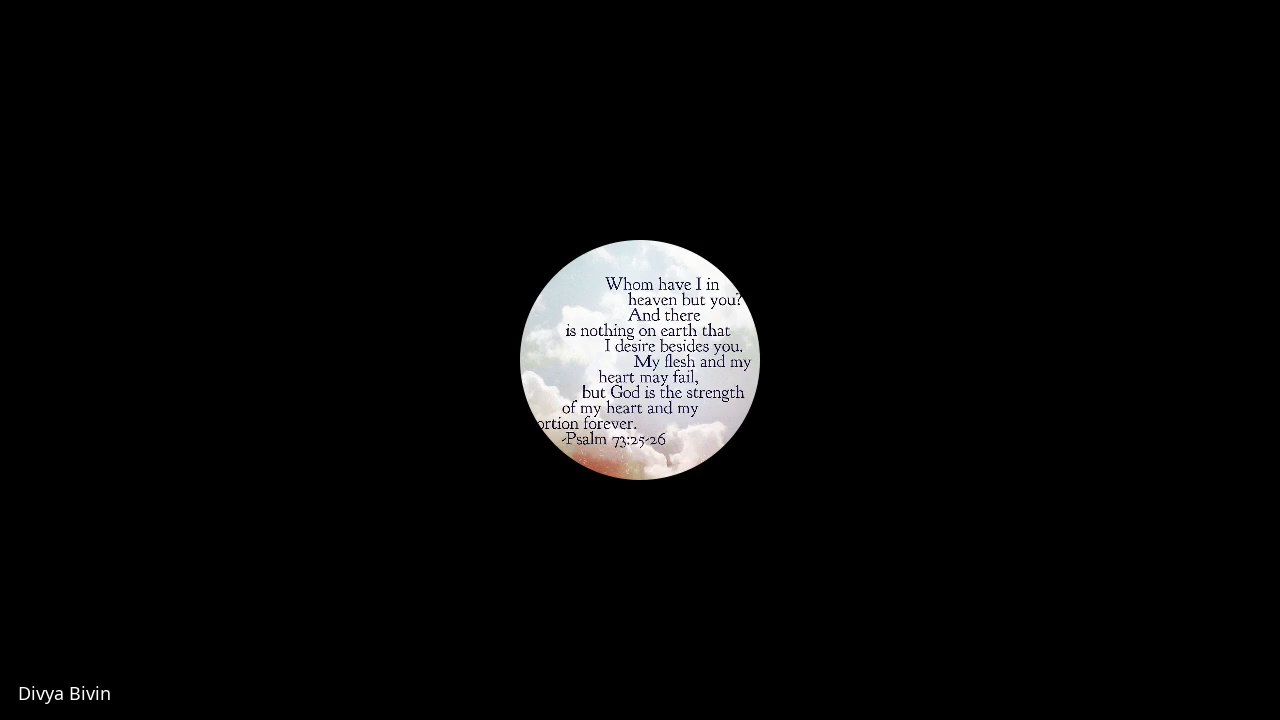 Whom have I in
heaven but you?
And there
is nothing on earth that
I desire besides you.
My flesh and my
heart may fail,
but God is the strength
of my heart and my
ortion forever.
-Psalm 73:25-26
Divya Bivin